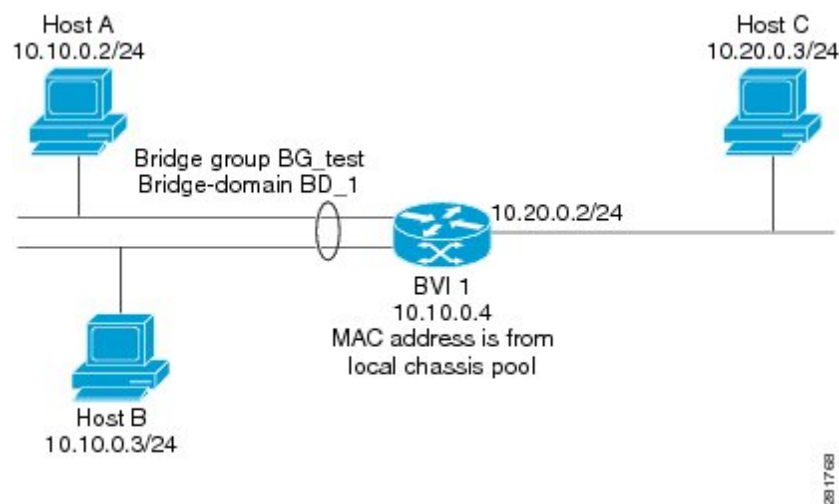 Host A
10.10.0.2/24
Host C
10.20.0.3/24
Bridge group BG_test
Bridge-domain BD_1
10.20.0.2/24
BVI 1
10.10.0.4
MAC address is from
local chassis pool
Host B
10.10.0.3/24
281768